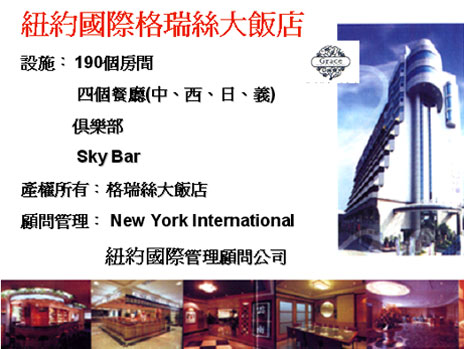 紐約國際格瑞絲大飯店
設施： 190個房間
四個餐廳(中、西、日、義)
俱樂部
Sky Bar
產權所有：格瑞絲大飯店
顧問管理： New York International
紐約國際管理顧問公司
Grace